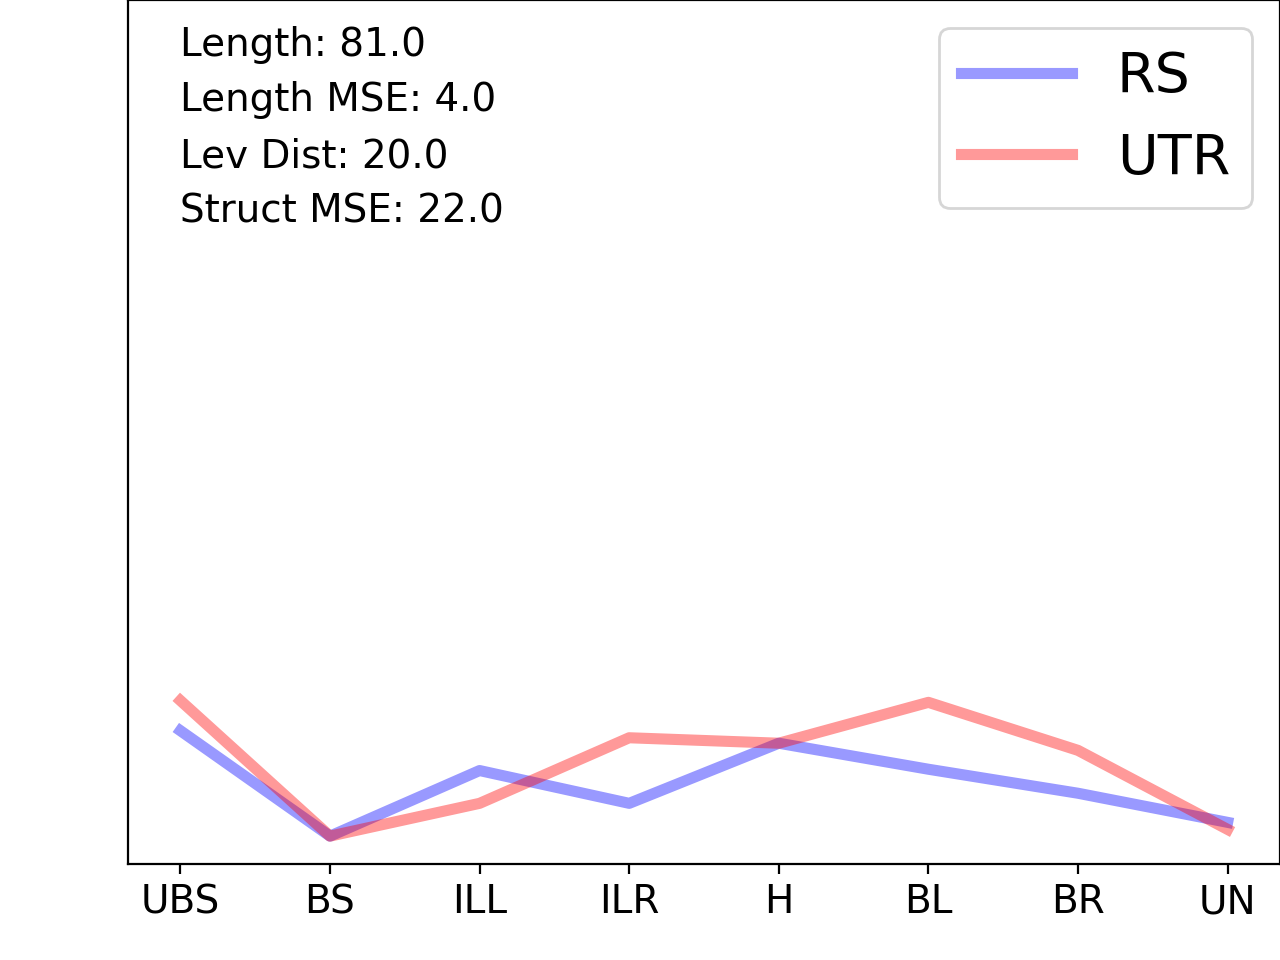 Length: 81.0
Length MSE: 4.0
Lev Dist: 20.0
Struct MSE: 22.0
RS
UTR
UBS BS ILL ILR H BL BR UN